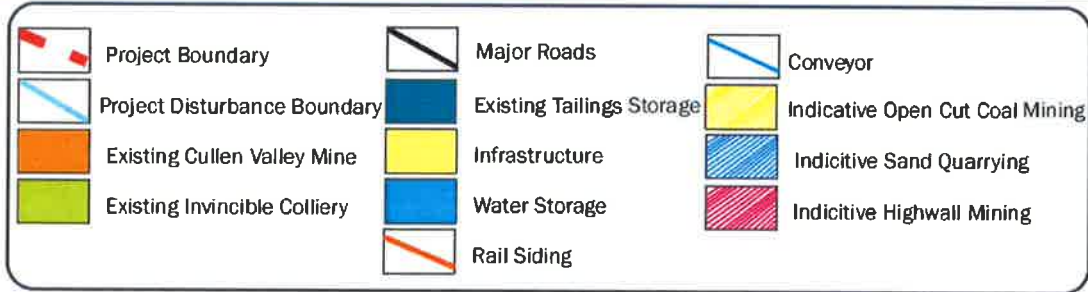 Project Boundary
Project Disturbance Boundary
Existing Cullen Valley Mine
Existing Invincible Colliery
Major Roads
Existing Tailings Storage
Infrastructure
Water Storage
Rail Siding
Conveyor
Indicative Open Cut Coal Mining
Indicitive Sand Quarrying
Indicitive Highwall Mining